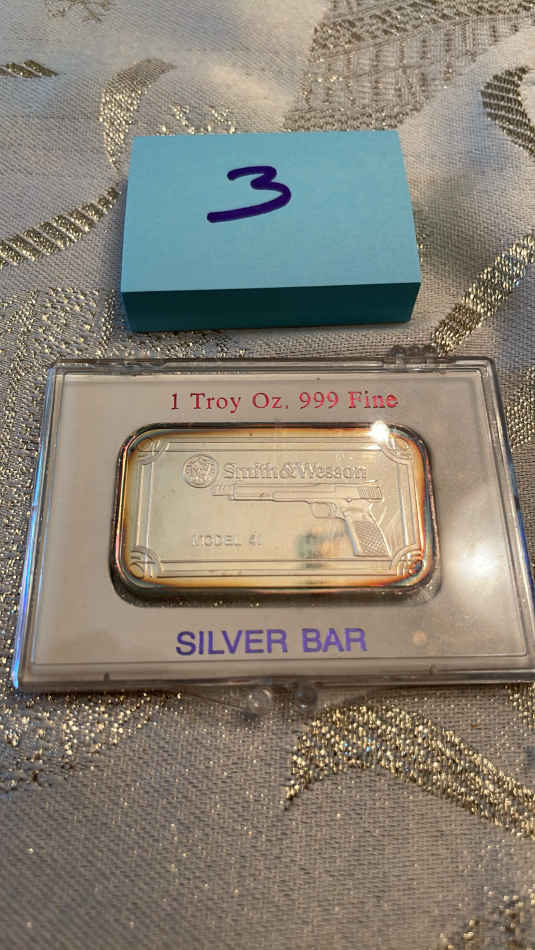 3
1 Troy Oz. 999 Fine
Smith & Wesson
MODEL 41
SILVER BAR